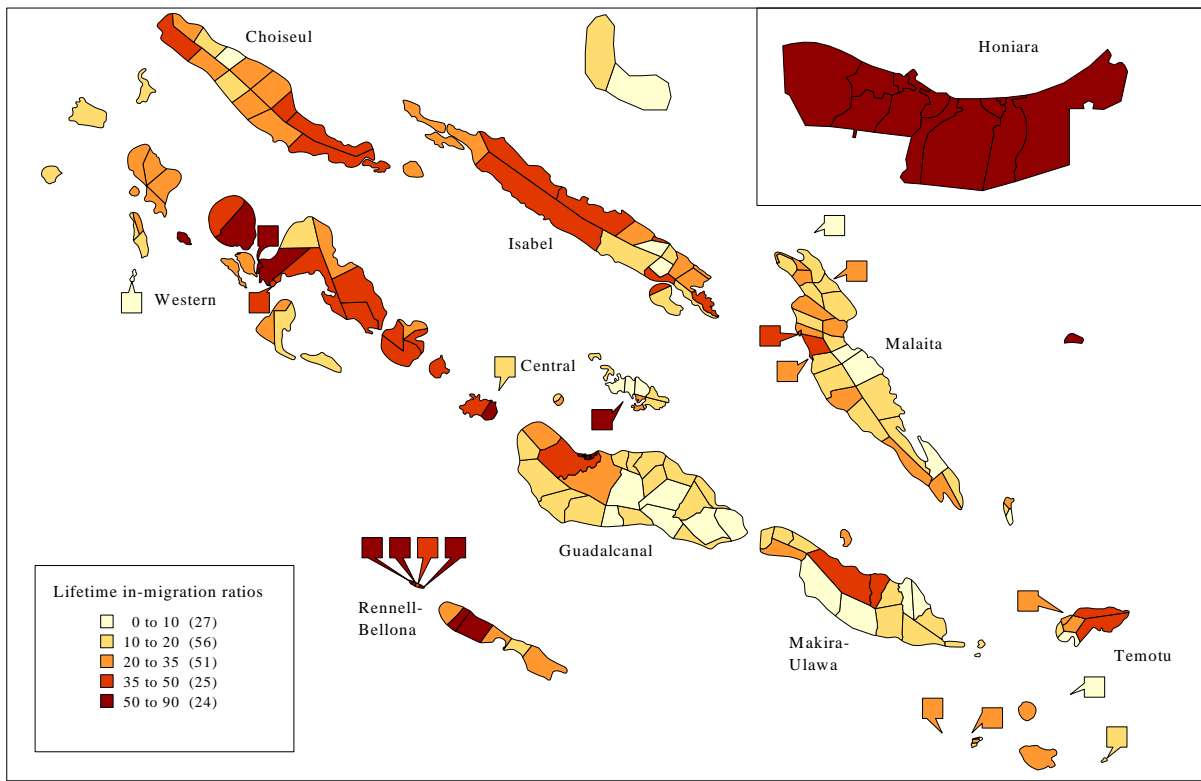 Choiseul
Honiara
Isabel
Western
Malaita
Central
Guadalcanal
Rennell-
Bellona
Makira-
Ulawa
Temotu
Lifetime in-migration ratios
0 to 10 (27)
10 to 20 (56)
20 to 35 (51)
35 to 50 (25)
50 to 90 (24)